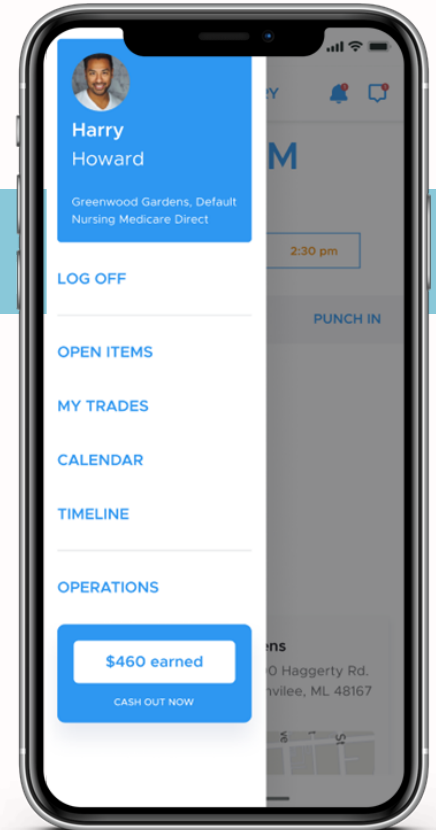 Harry
Howard
Greenwood Gardens, Default
Nursing Medicare Direct
LOG OFF
OPEN ITEMS
MY TRADES
CALENDAR
TIMELINE
OPERATIONS
$460 earned
CASH OUT NOW
RY
M
2:30 pm
PUNCH IN
ens
0 Haggerty Rd.
nvilee, ML 48167
St